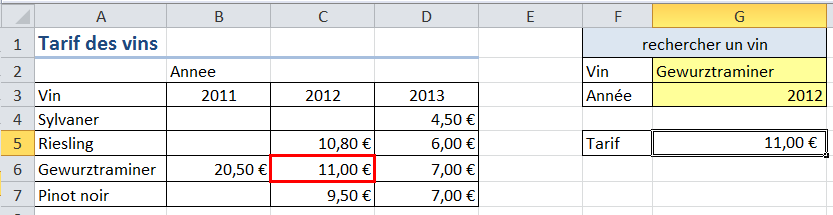 A B C D E F G
1 Tarif des vins rechercher un vin
2 Annee Vin Gewurztraminer
3 Vin 2011 2012 2013 Année 2012
4 Sylvaner 4,50 €
5 Riesling 10,80 € 6,00 € Tarif 11,00 €
6 Gewurztraminer 20,50 € 11,00 € 7,00 €
7 Pinot noir 9,50 € 7,00 €